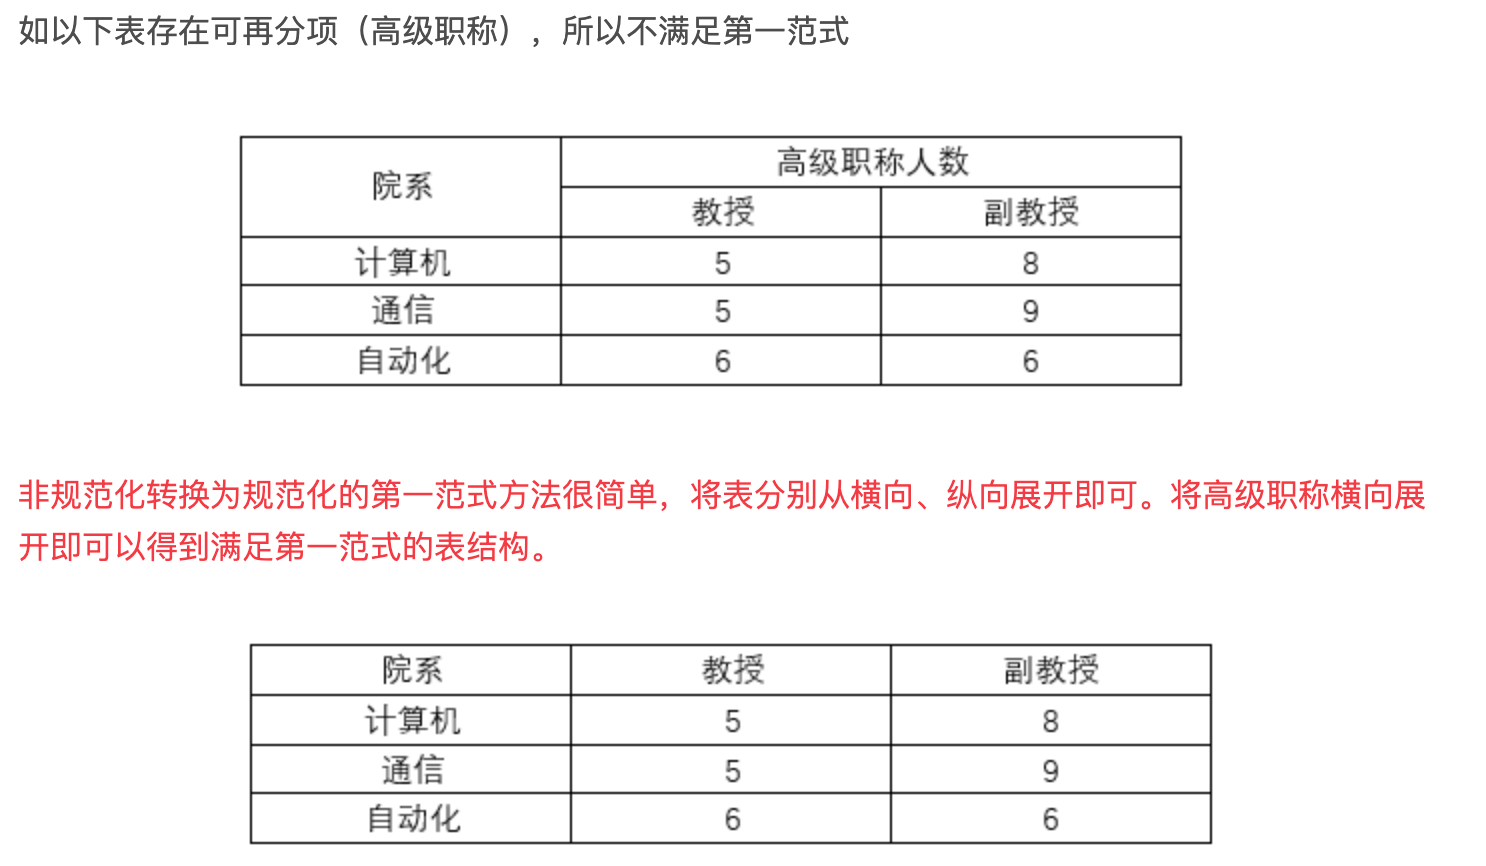 如以下表存在可再分项（高级职称），所以不满足第一范式
院系 高级职称人数
教授 副教授
计算机 5 8
通信 5 9
自动化 6 6
非规范化转换为规范化的第一范式方法很简单，将表分别从横向、纵向展开即可。将高级职称横向展
开即可以得到满足第一范式的表结构。
院系 教授 副教授
计算机 5 8
通信 5 9
自动化 6 6